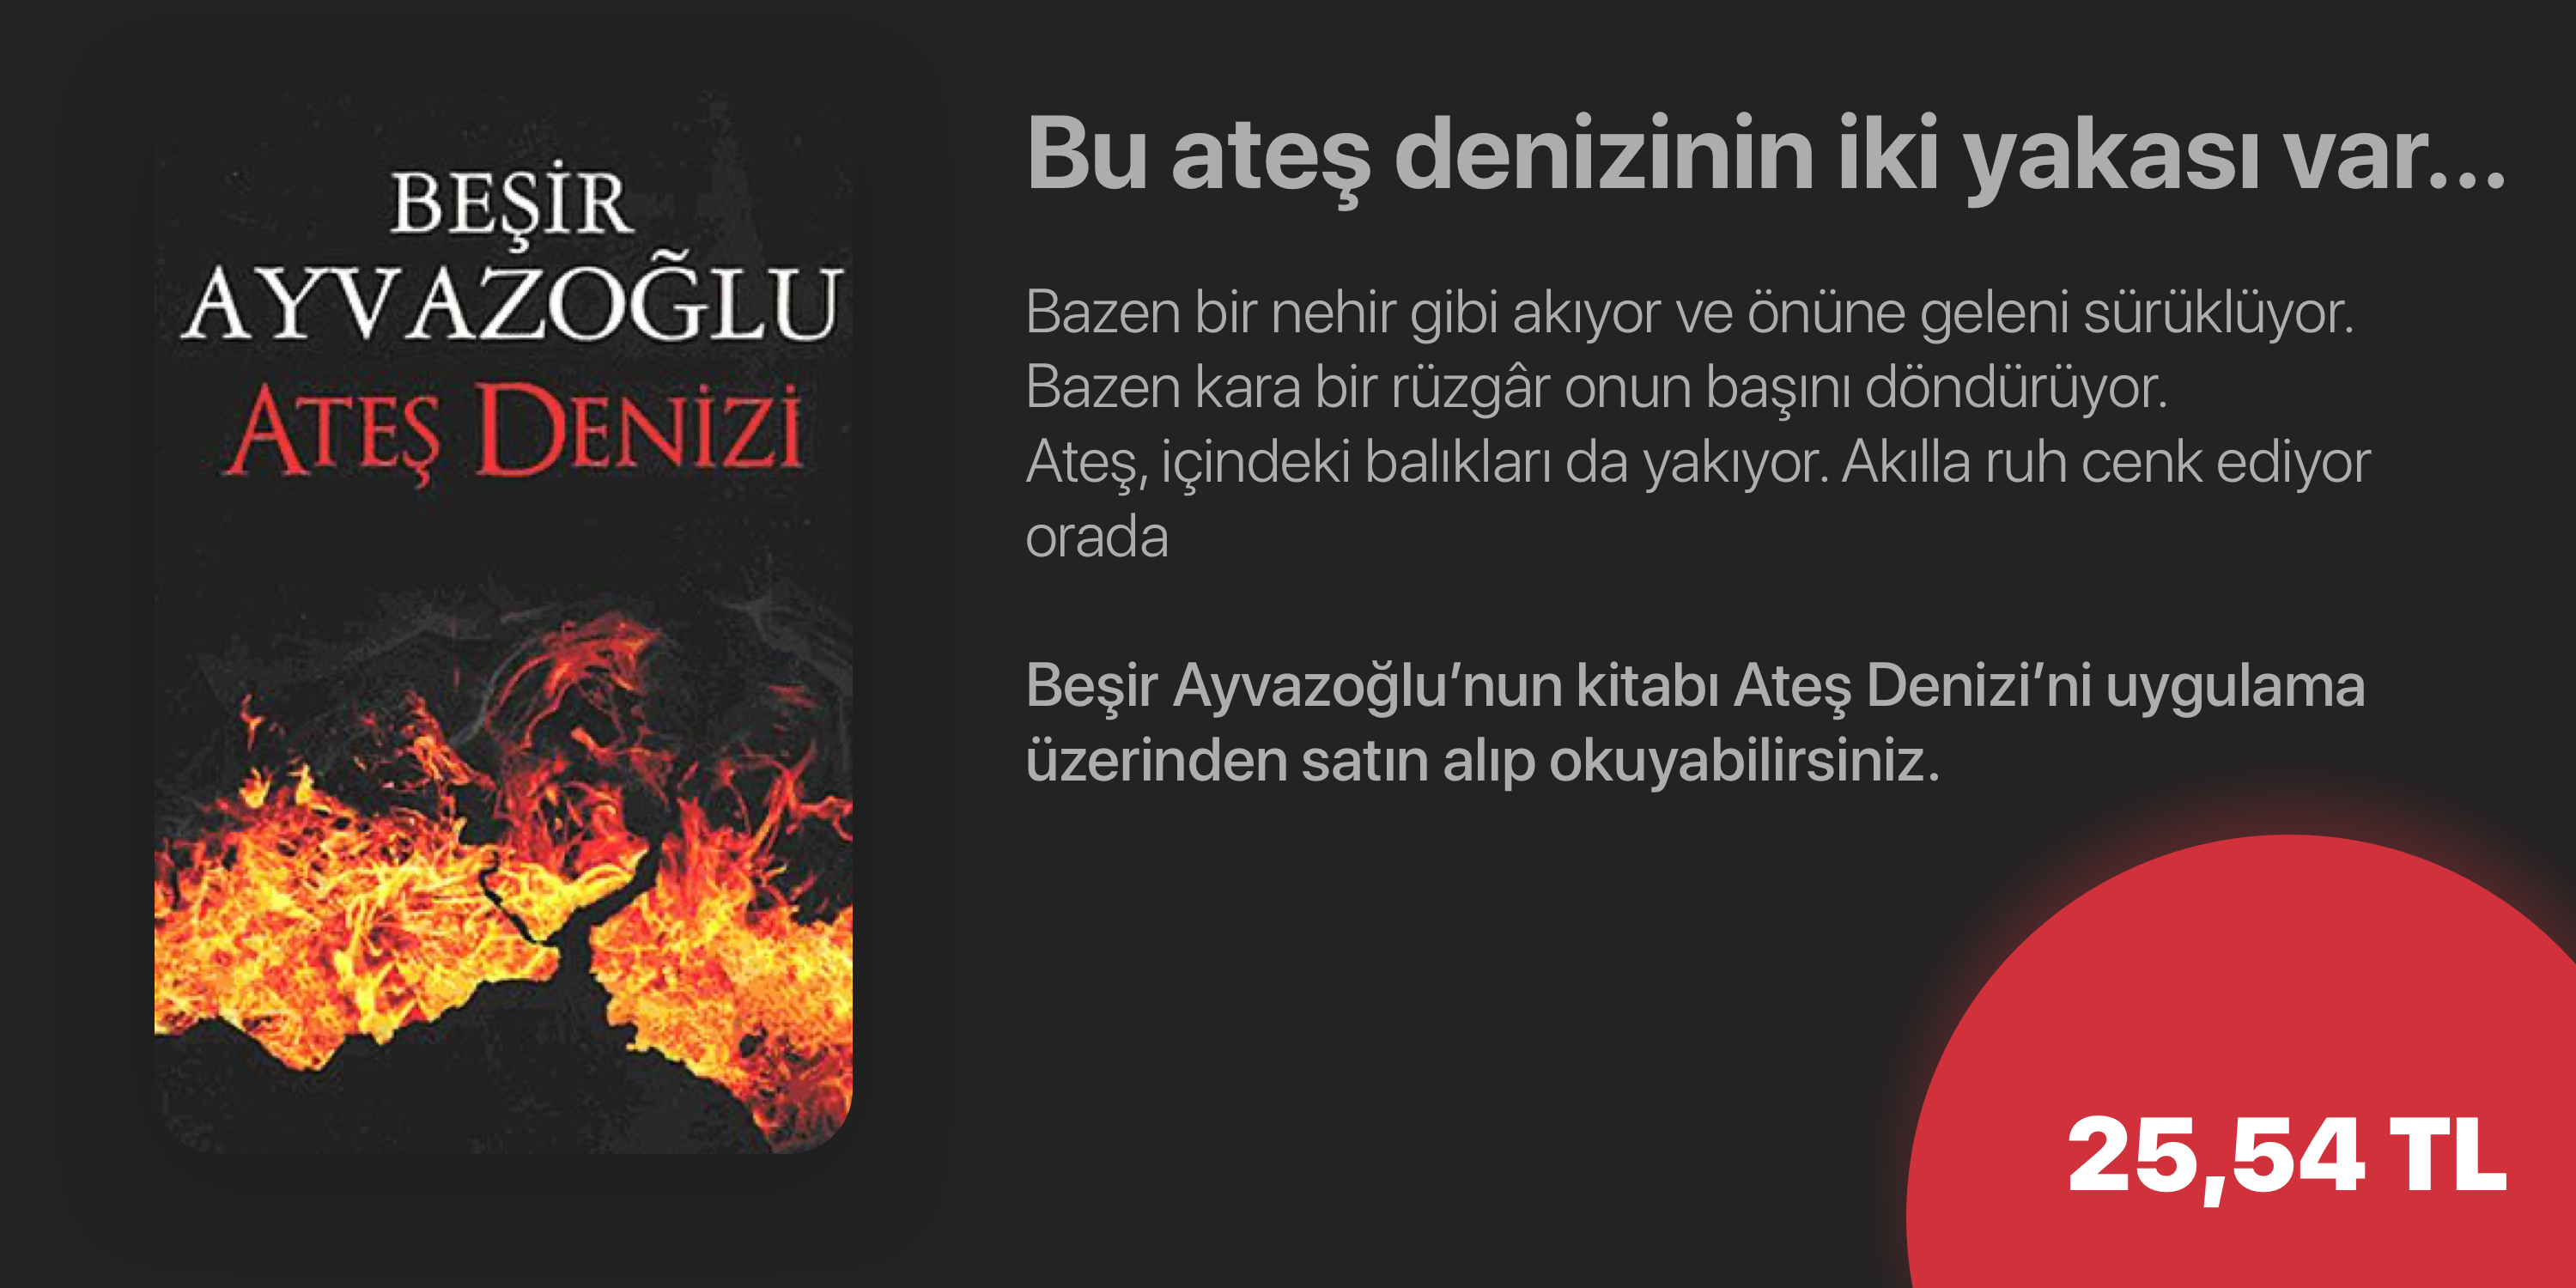 BEŞİR
AYVAZOĞLU
ATEŞ DENİZİ
Bu ateş denizinin iki yakası var...
Bazen bir nehir gibi akıyor ve önüne geleni sürüklüyor.
Bazen kara bir rüzgâr onun başını döndürüyor.
Ateş, içindeki balıkları da yakıyor. Akılla ruh cenk ediyor
orada
Beşir Ayvazoğlu’nun kitabı Ateş Denizi’ni uygulama
üzerinden satın alıp okuyabilirsiniz.
25,54 TL